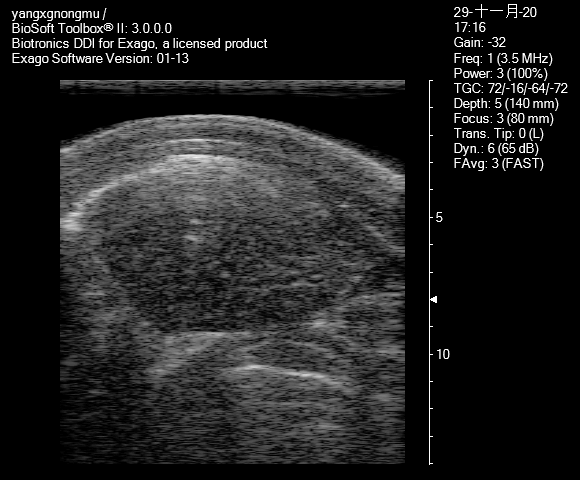 yangxgnongmu /
BioSoft Toolbox® II: 3.0.0.0
Biotronics DDI for Exago, a licensed product
Exago Software Version: 01-13
29-十一月-20
17:16
Gain: -32
Freq: 1 (3.5 MHz)
Power: 3 (100%)
TGC: 72/-16/-64/-72
Depth: 5 (140 mm)
Focus: 3 (80 mm)
Trans. Tip: 0 (L)
Dyn.: 6 (65 dB)
FAvg: 3 (FAST)
5
10